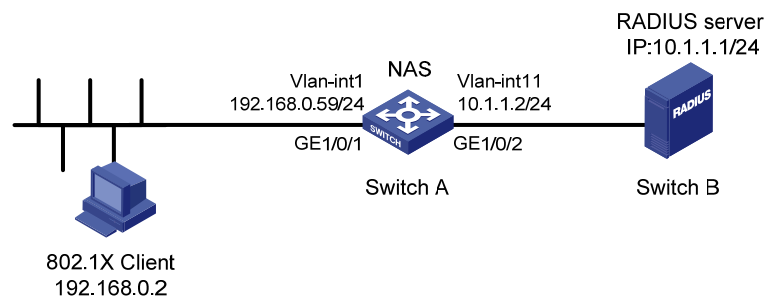 RADIUS server
IP:10.1.1.1/24
NAS
Vlan-int1
192.168.0.59/24
Vlan-int11
10.1.1.2/24
RADIUS
SWITCH
GE1/0/1
GE1/0/2
Switch A
Switch B
802.1X Client
192.168.0.2